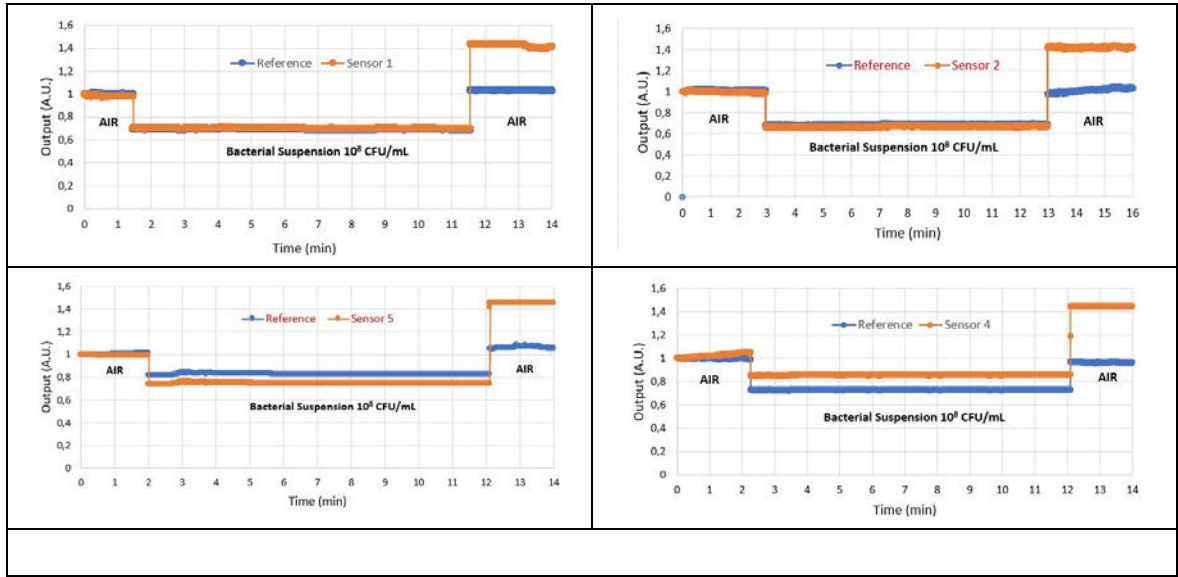 1,6
1,4
1,2
1
0,8
0,6
0,4
0,2
0
Output (A.U.)
Reference Sensor 1
AIR
AIR
Bacterial Suspension 10⁸ CFU/mL
0 1 2 3 4 5 6 7 8 9 10 11 12 13 14
Time (min)
1,6
1,4
1,2
1
0,8
0,6
0,4
0,2
0
Output (A.U.)
Reference Sensor 2
AIR
AIR
Bacterial Suspension 10⁸ CFU/mL
0 1 2 3 4 5 6 7 8 9 10 11 12 13 14 15 16
Time (min)
1,6
1,4
1,2
1
0,8
0,6
0,4
0,2
0
Output (A.U.)
Reference Sensor 5
AIR
AIR
Bacterial Suspension 10⁸ CFU/mL
0 1 2 3 4 5 6 7 8 9 10 11 12 13 14
Time (min)
1,6
1,4
1,2
1
0,8
0,6
0,4
0,2
0
Output (A.U.)
Reference Sensor 4
AIR
AIR
Bacterial Suspension 10⁸ CFU/mL
0 1 2 3 4 5 6 7 8 9 10 11 12 13 14
Time (min)